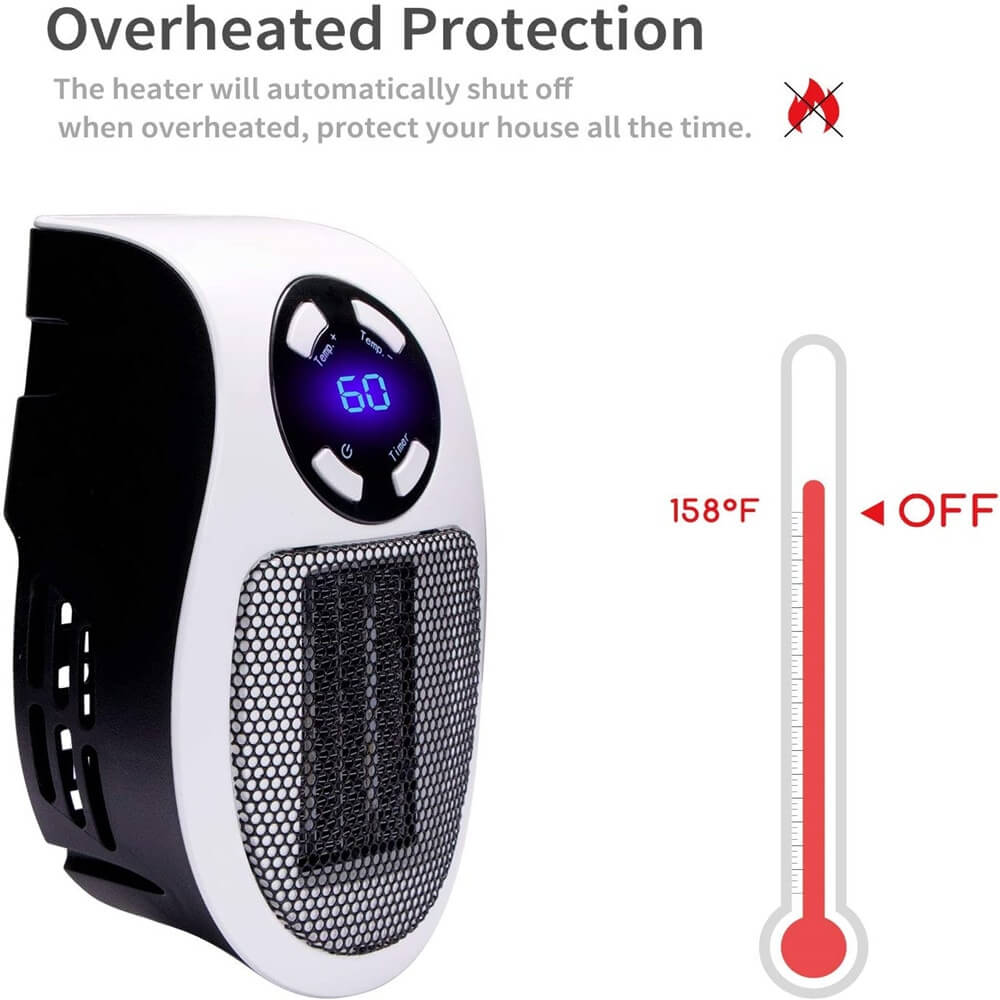 Overheated Protection
The heater will automatically shut off
when overheated, protect your house all the time.
Temp. +
Temp. -
60
Timer
158°F
OFF